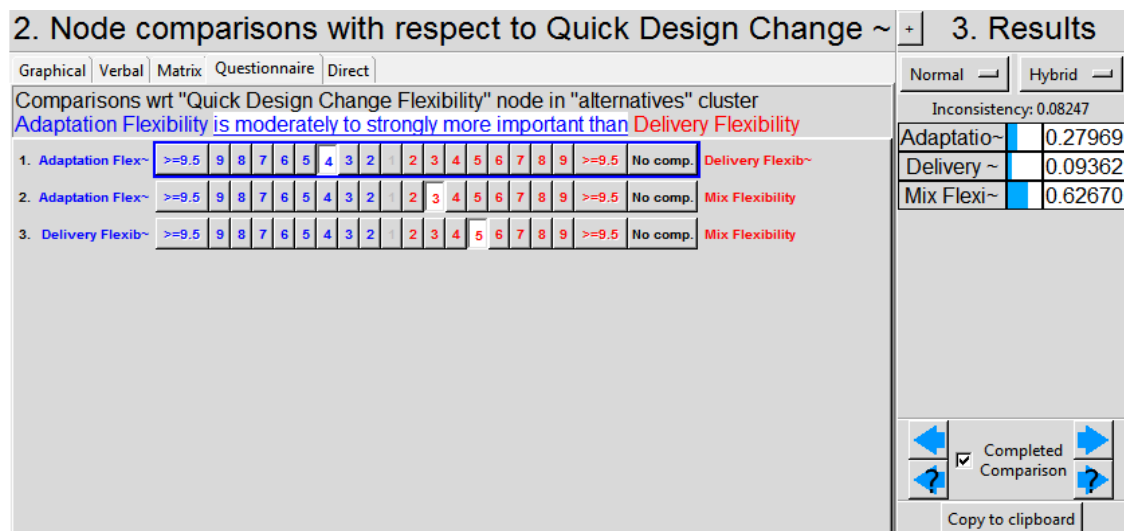 2. Node comparisons with respect to Quick Design Change ~
Graphical Verbal Matrix Questionnaire Direct
Comparisons wrt "Quick Design Change Flexibility" node in "alternatives" cluster
Adaptation Flexibility is moderately to strongly more important than Delivery Flexibility
1. Adaptation Flex~ >=9.5 9 8 7 6 5 4 3 2 1 2 3 4 5 6 7 8 9 >=9.5 No comp. Delivery Flexib~
2. Adaptation Flex~ >=9.5 9 8 7 6 5 4 3 2 1 2 3 4 5 6 7 8 9 >=9.5 No comp. Mix Flexibility
3. Delivery Flexib~ >=9.5 9 8 7 6 5 4 3 2 1 2 3 4 5 6 7 8 9 >=9.5 No comp. Mix Flexibility
+ 3. Results
Normal Hybrid
Inconsistency: 0.08247
Adaptatio~ 0.27969
Delivery ~ 0.09362
Mix Flexi~ 0.62670
Completed
Comparison
? ?
Copy to clipboard